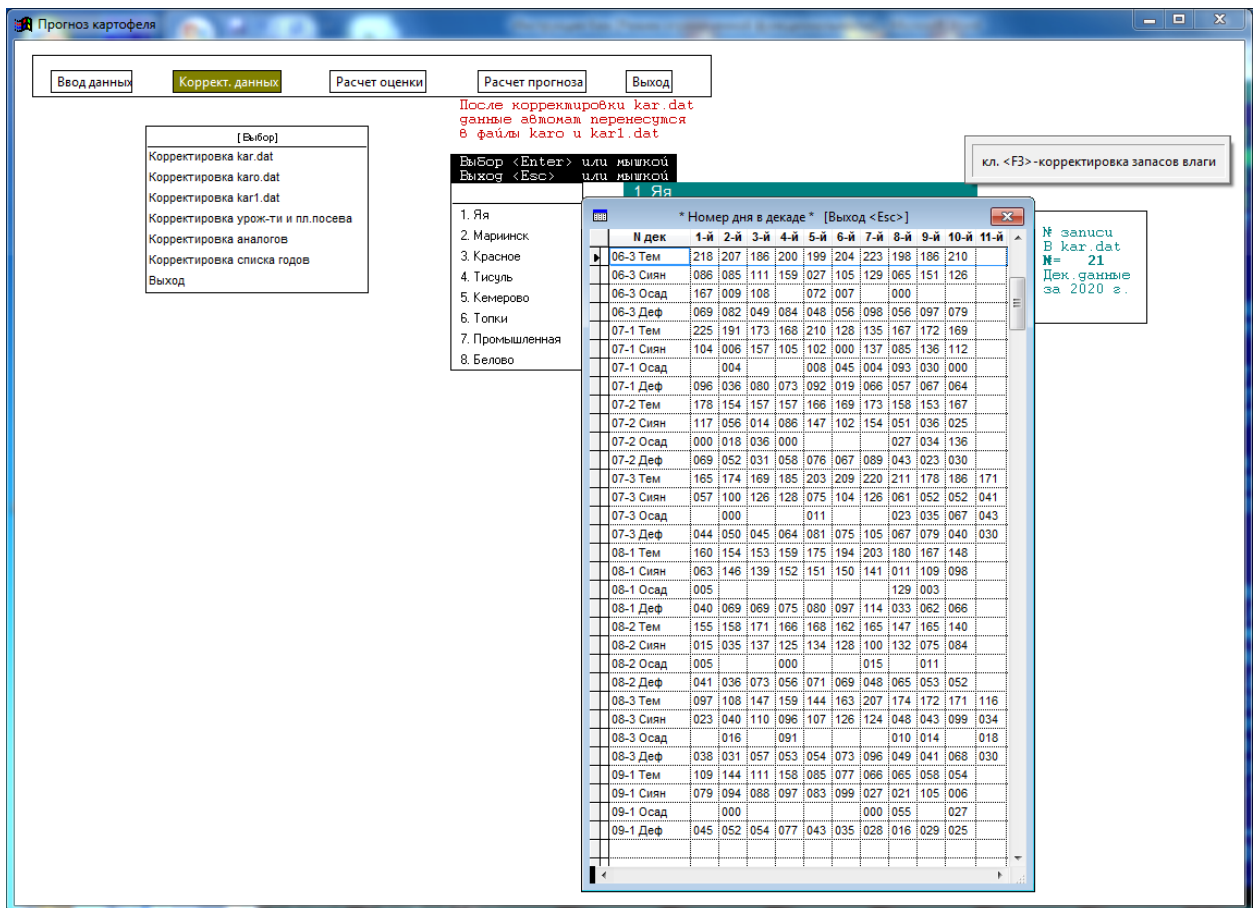 Прогноз картофеля
Ввод данных Коррект. данных Расчет оценки Расчет прогноза Выход
После корректировки kar.dat
данные автомат перенесутся
в файлы karo и kar1.dat
[Выбор]
Корректировка kar.dat
Корректировка karo.dat
Корректировка kar1.dat
Корректировка урож-ти и пл.посева
Корректировка аналогов
Корректировка списка годов
Выход
Выбор <Enter> или мышкой
Выход <Esc> или мышкой
кл. <F3>-корректировка запасов влаги
1 Яя
1. Яя
2. Мариинск
3. Красное
4. Тисуль
5. Кемерово
6. Топки
7. Промышленная
8. Белово
* Номер дня в декаде * [Выход <Esc>]
N дек 1-й 2-й 3-й 4-й 5-й 6-й 7-й 8-й 9-й 10-й 11-й
06-3 Тем 218 207 186 200 199 204 223 198 186 210
06-3 Сиян 086 085 111 159 027 105 129 065 151 126
06-3 Осад 167 009 108 072 007 000
06-3 Деф 069 082 049 084 048 056 098 056 097 079
07-1 Тем 225 191 173 168 210 128 135 167 172 169
07-1 Сиян 104 006 157 105 102 000 137 085 136 112
07-1 Осад 004 008 045 004 093 030 000
07-1 Деф 096 036 080 073 092 019 066 057 067 064
07-2 Тем 178 154 157 157 166 169 173 158 153 167
07-2 Сиян 117 056 014 086 147 102 154 051 036 025
07-2 Осад 000 018 036 000 027 034 136
07-2 Деф 069 052 031 058 076 067 089 043 023 030
07-3 Тем 165 174 169 185 203 209 220 211 178 186 171
07-3 Сиян 057 100 126 128 075 104 126 061 052 052 041
07-3 Осад 000 011 023 035 067 043
07-3 Деф 044 050 045 064 081 075 105 067 079 040 030
08-1 Тем 160 154 153 159 175 194 203 180 167 148
08-1 Сиян 063 146 139 152 151 150 141 011 109 098
08-1 Осад 005 129 003
08-1 Деф 040 069 069 075 080 097 114 033 062 066
08-2 Тем 155 158 171 166 168 162 165 147 165 140
08-2 Сиян 015 035 137 125 134 128 100 132 075 084
08-2 Осад 005 000 015 011
08-2 Деф 041 036 073 056 071 069 048 065 053 052
08-3 Тем 097 108 147 159 144 163 207 174 172 171 116
08-3 Сиян 023 040 110 096 107 126 124 048 043 099 034
08-3 Осад 016 091 010 014 018
08-3 Деф 038 031 057 053 054 073 096 049 041 068 030
09-1 Тем 109 144 111 158 085 077 066 065 058 054
09-1 Сиян 079 094 088 097 083 099 027 021 105 006
09-1 Осад 000 000 055 027
09-1 Деф 045 052 054 077 043 035 028 016 029 025
№ записи
В kar.dat
N= 21
Дек.данные
за 2020 г.